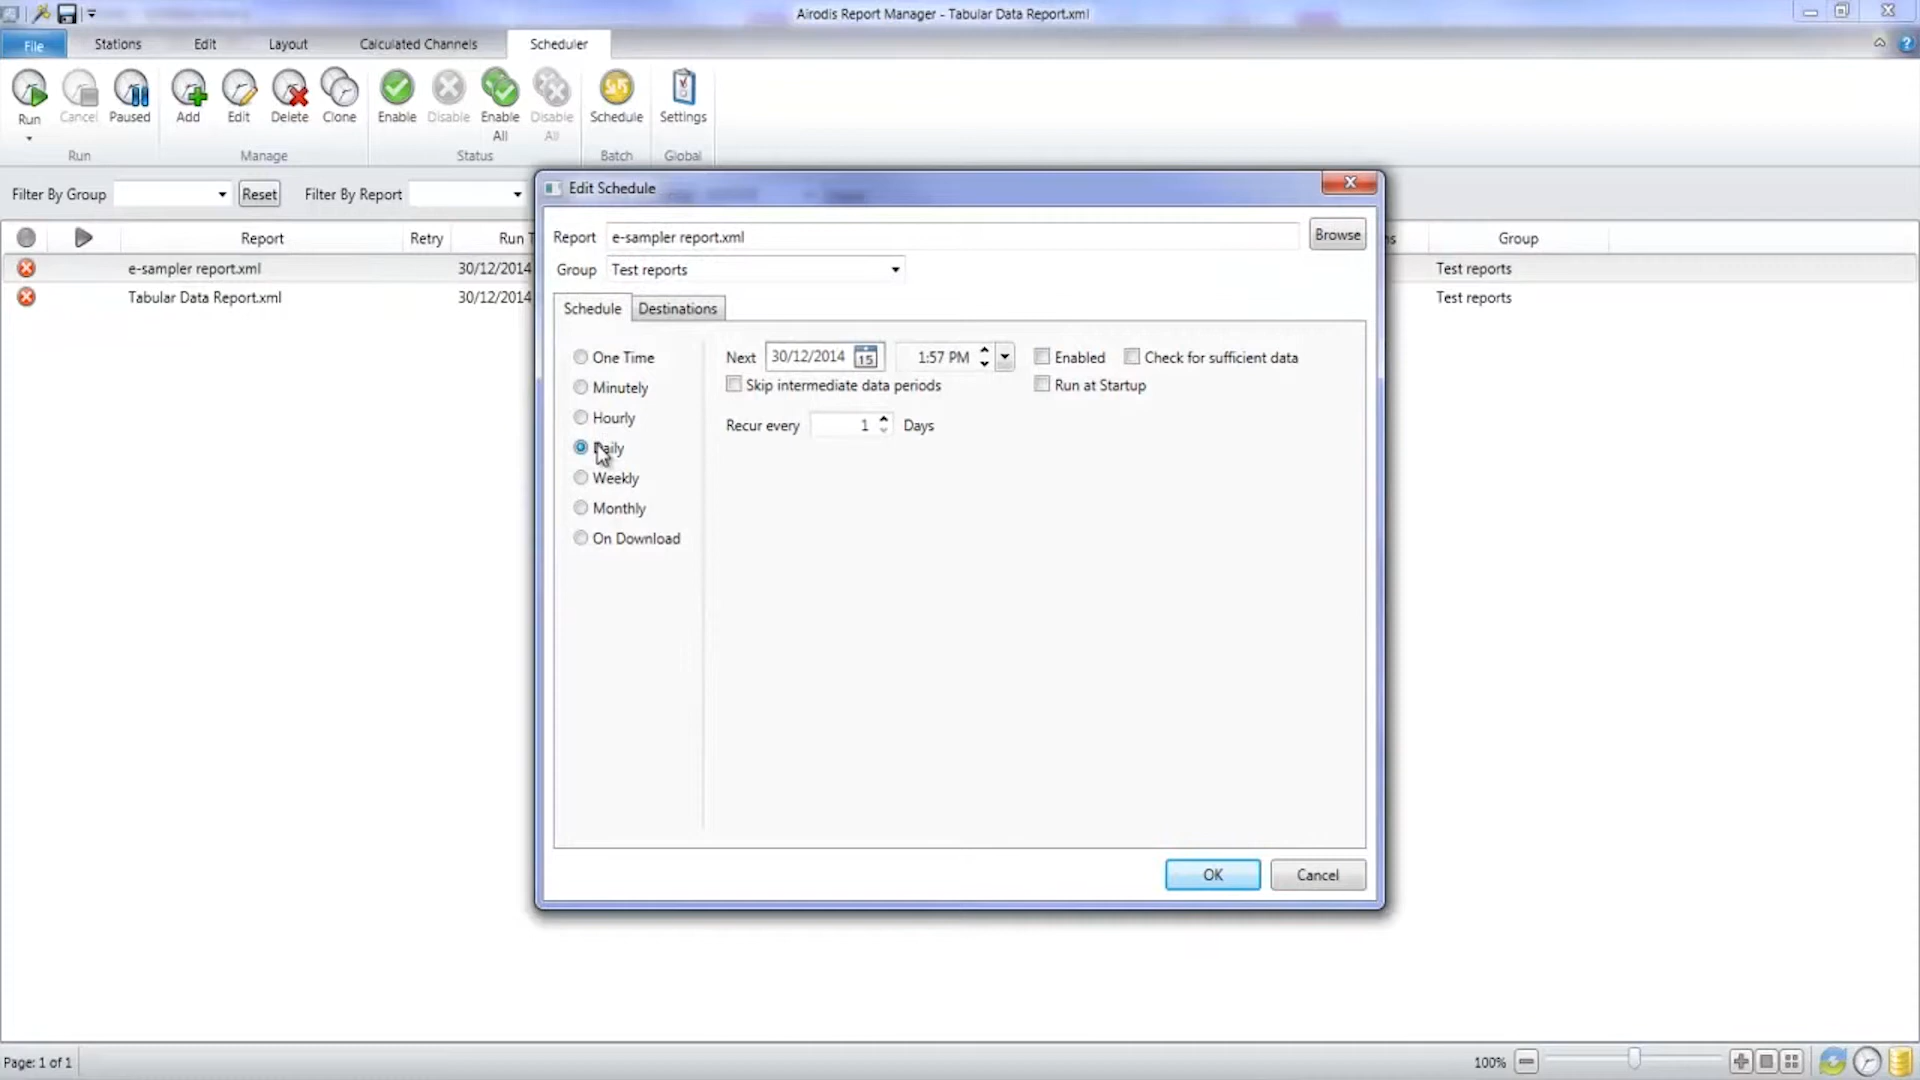 Airodis Report Manager - Tabular Data Report.xml
File Stations Edit Layout Calculated Channels Scheduler
Run Cancel Paused Add Edit Delete Clone Enable Disable Enable All Disable All Schedule Settings
Run Manage Status Batch Global
Filter By Group Reset Filter By Report
Report Retry Run Group
e-sampler report.xml 30/12/2014 Test reports
Tabular Data Report.xml 30/12/2014 Test reports
Edit Schedule
Report e-sampler report.xml Browse
Group Test reports
Schedule Destinations
One Time
Minutely
Hourly
Daily
Weekly
Monthly
On Download
Next 30/12/2014 15 1:57 PM Enabled Check for sufficient data
Skip intermediate data periods Run at Startup
Recur every 1 Days
OK Cancel
Page: 1 of 1 100%